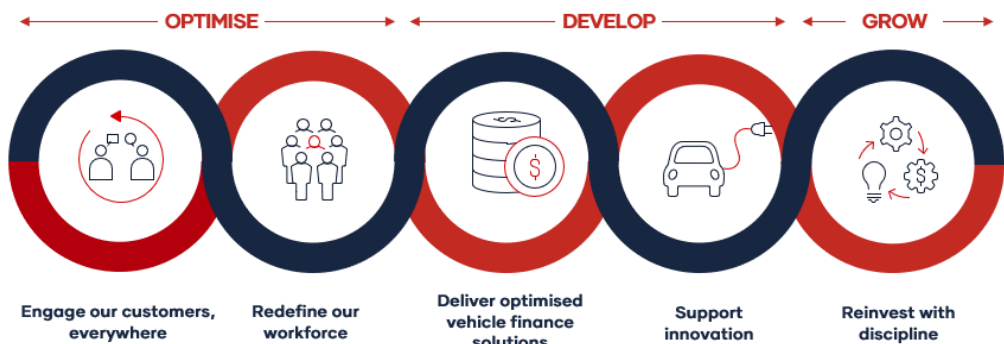 OPTIMISE
DEVELOP
GROW
$
$
$
Engage our customers,
everywhere
Redefine our
workforce
Deliver optimised
vehicle finance
solutions
Support
innovation
Reinvest with
discipline